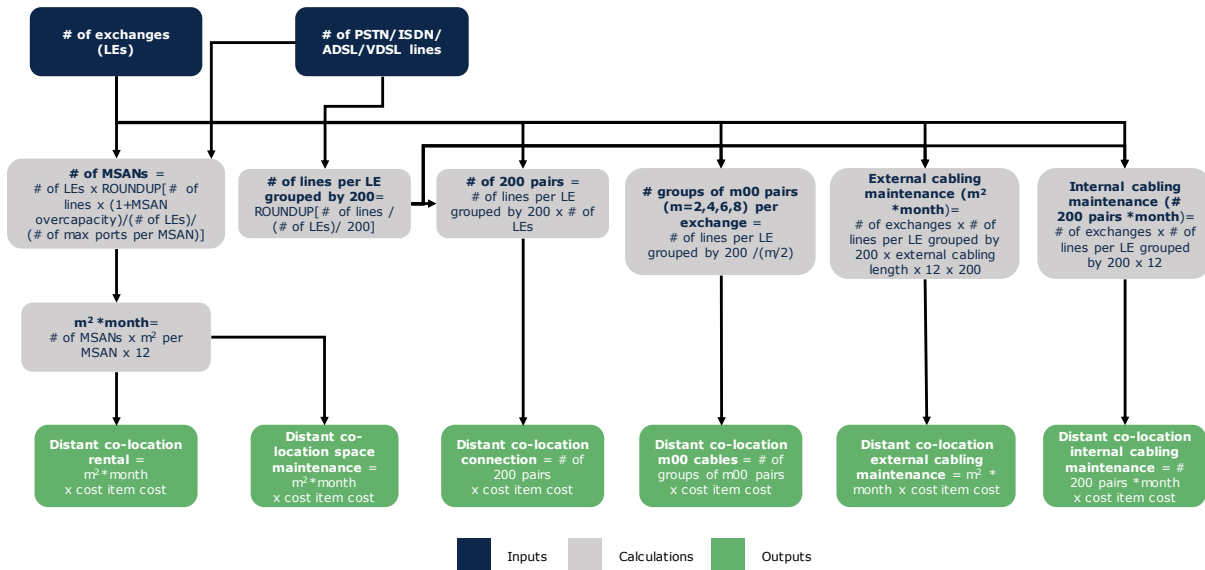 # of exchanges
(LEs)
# of PSTN/ISDN/
ADSL/VDSL lines
# of MSANs =
# of LEs x ROUNDUP[# of
lines x (1+MSAN
overcapacity)/(# of LEs)/
(# of max ports per MSAN)]
# of lines per LE
grouped by 200=
ROUNDUP[# of lines /
(# of LEs)/ 200]
# of 200 pairs =
# of lines per LE
grouped by 200 x # of
LEs
# groups of m00 pairs
(m=2,4,6,8) per
exchange =
# of lines per LE
grouped by 200 /(m/2)
External cabling
maintenance (m²
*month)=
# of exchanges x # of
lines per LE grouped by
200 x external cabling
length x 12 x 200
Internal cabling
maintenance (#
200 pairs *month)=
# of exchanges x # of
lines per LE grouped
by 200 x 12
m² *month=
# of MSANs x m² per
MSAN x 12
Distant co-location
rental =
m²*month
x cost item cost
Distant co-
location space
maintenance =
m²*month
x cost item cost
Distant co-location
connection = # of
200 pairs
x cost item cost
Distant co-location
m00 cables = # of
groups of m00 pairs
x cost item cost
Distant co-location
external cabling
maintenance = m² *
month x cost item cost
Distant co-location
internal cabling
maintenance = #
200 pairs *month
x cost item cost
Inputs
Calculations
Outputs